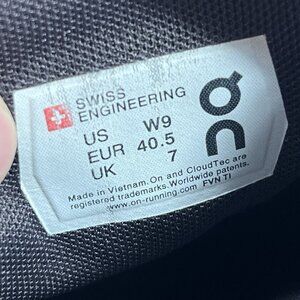 SWISS
ENGINEERING
US W9
EUR 40.5
UK 7
Made in Vietnam. On and CloudTec are
registered trademarks. Worldwide patents.
www.on-running.com FVN TI
On